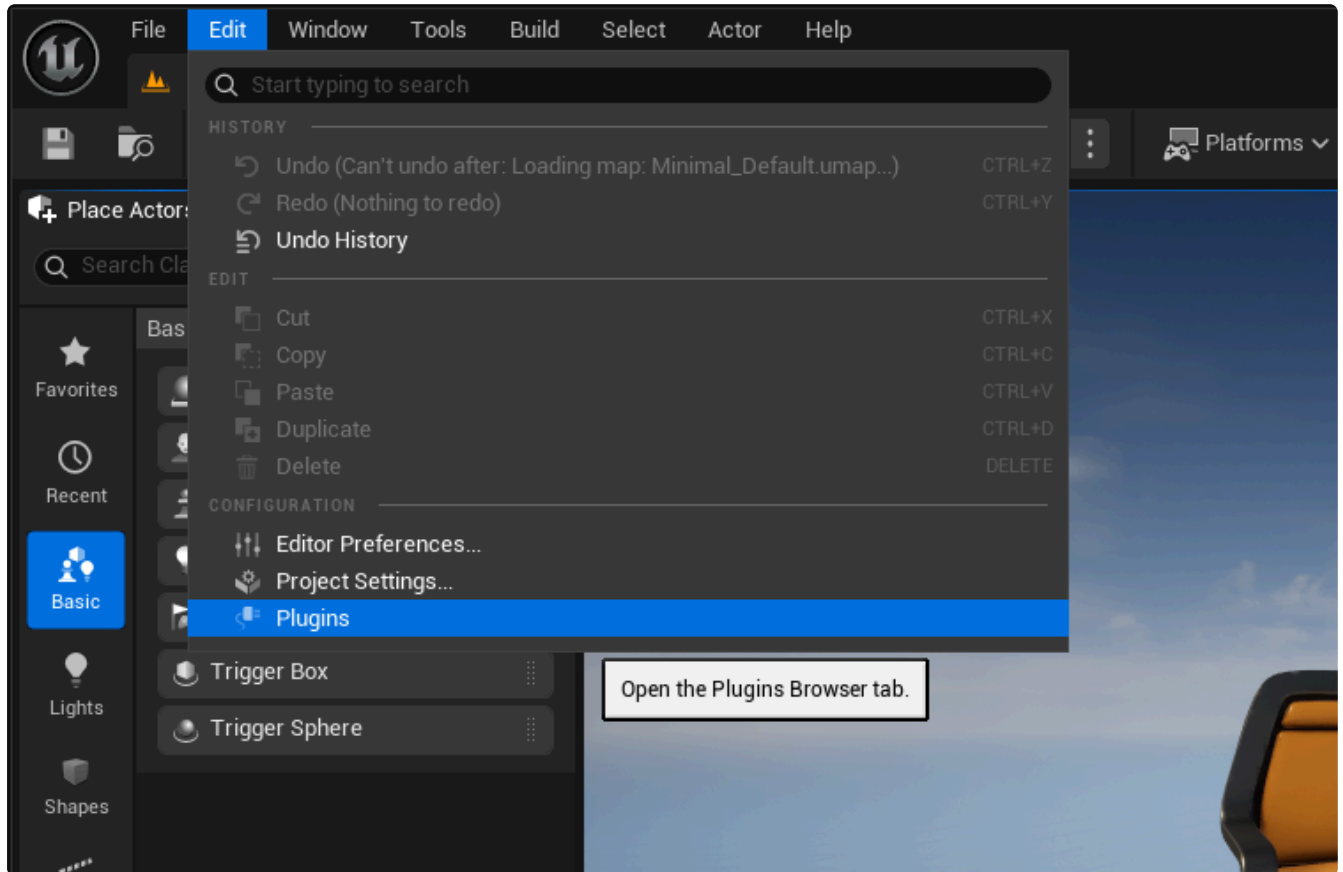 File Edit Window Tools Build Select Actor Help
Start typing to search
HISTORY
Undo (Can't undo after: Loading map: Minimal_Default.umap...) CTRL+Z
Redo (Nothing to redo) CTRL+Y
Undo History
EDIT
Cut CTRL+X
Copy CTRL+C
Paste CTRL+V
Duplicate CTRL+D
Delete DELETE
CONFIGURATION
Editor Preferences...
Project Settings...
Plugins
Open the Plugins Browser tab.
Platforms
Place Actors
Search Cla
Bas
Favorites
Recent
Basic
Lights
Shapes
Trigger Box
Trigger Sphere